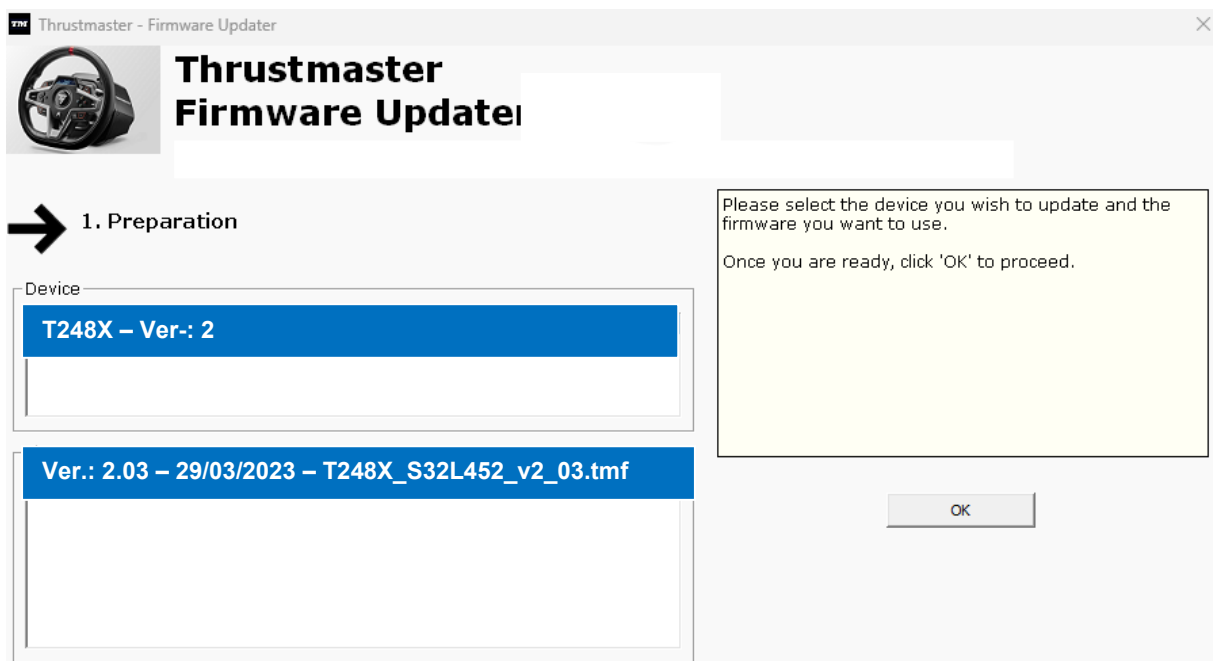 TM Thrustmaster - Firmware Updater
Thrustmaster
Firmware Updater
1. Preparation
Please select the device you wish to update and the
firmware you want to use.
Once you are ready, click 'OK' to proceed.
Device
T248X – Ver-: 2
Ver.: 2.03 – 29/03/2023 – T248X_S32L452_v2_03.tmf
OK